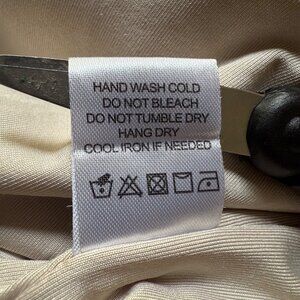 HAND WASH COLD
DO NOT BLEACH
DO NOT TUMBLE DRY
HANG DRY
COOL IRON IF NEEDED